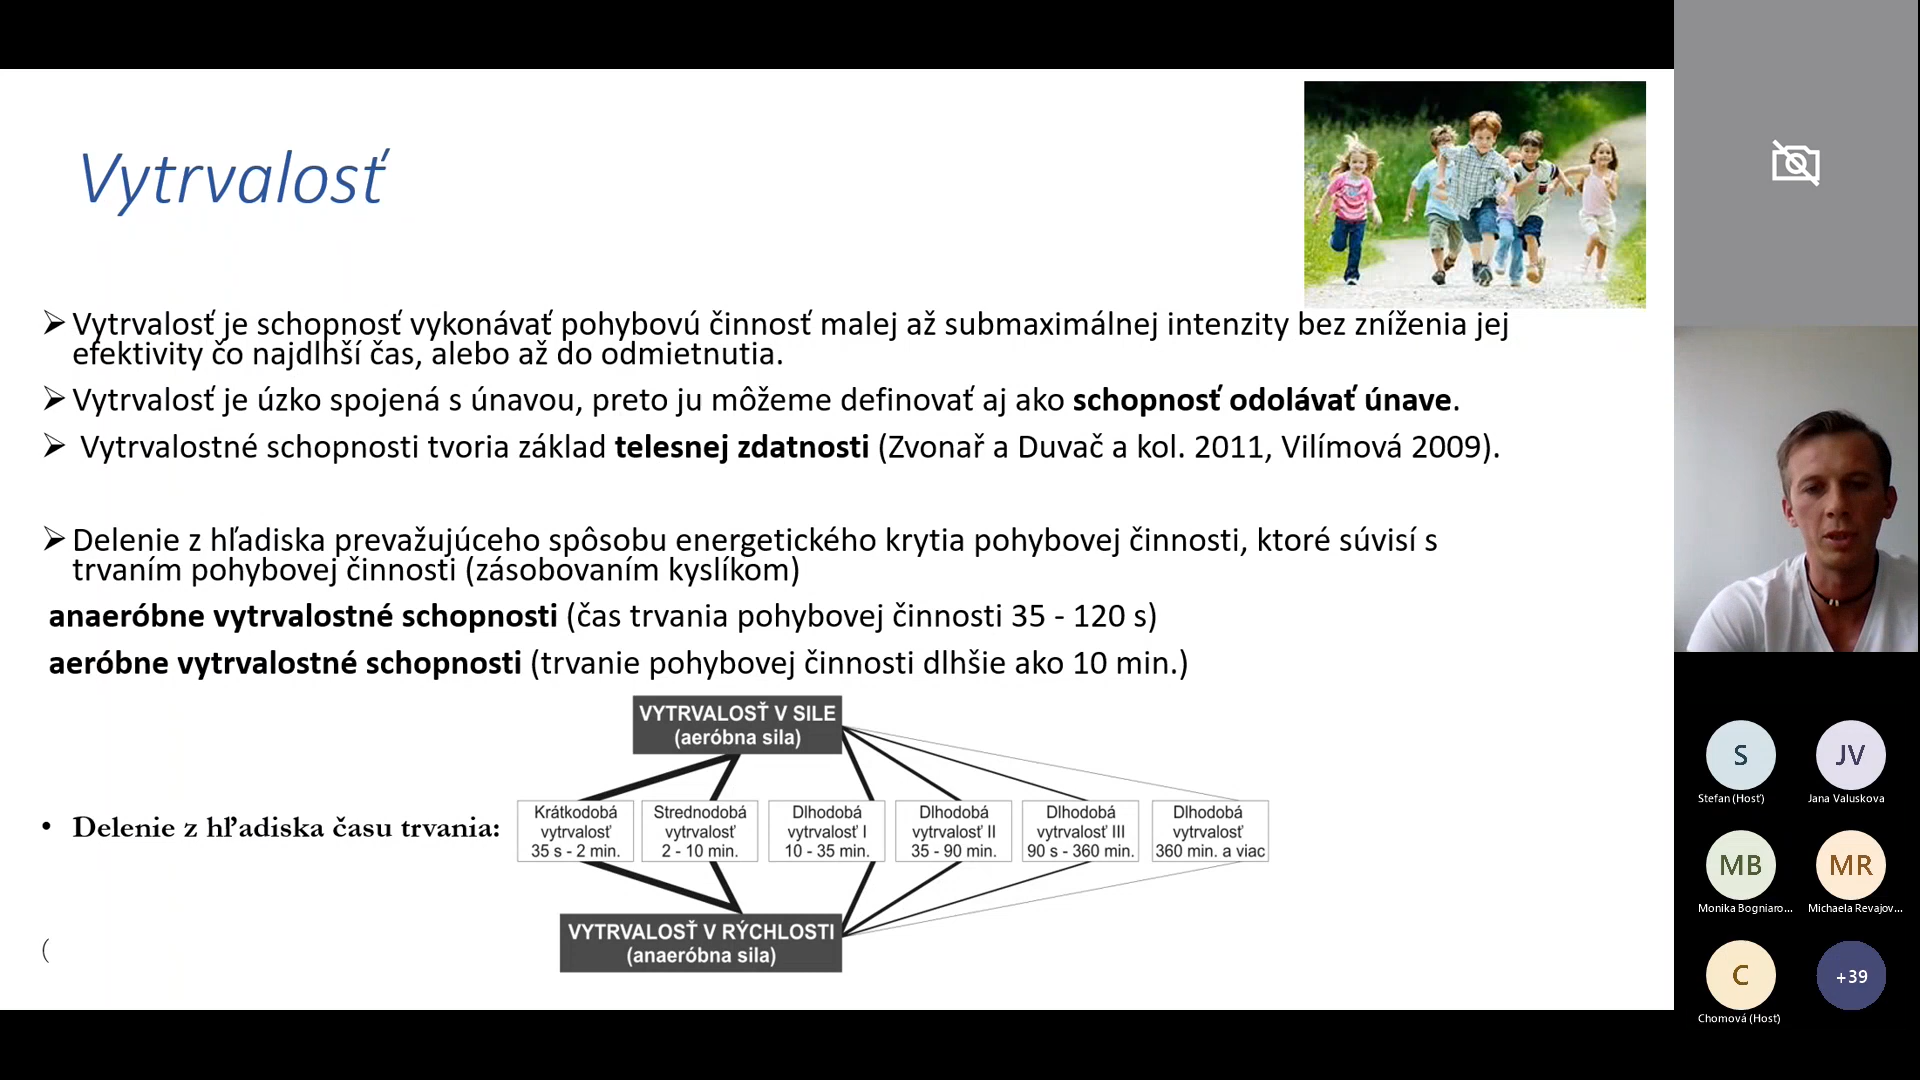 Vytrvalosť
Vytrvalosť je schopnosť vykonávať pohybovú činnosť malej až submaximálnej intenzity bez zníženia jej
efektivity čo najdlhší čas, alebo až do odmietnutia.
Vytrvalosť je úzko spojená s únavou, preto ju môžeme definovať aj ako schopnosť odolávať únave.
Vytrvalostné schopnosti tvoria základ telesnej zdatnosti (Zvonař a Duvač a kol. 2011, Vilímová 2009).
Delenie z hľadiska prevažujúceho spôsobu energetického krytia pohybovej činnosti, ktoré súvisí s
trvaním pohybovej činnosti (zásobovaním kyslíkom)
anaeróbne vytrvalostné schopnosti (čas trvania pohybovej činnosti 35 - 120 s)
aeróbne vytrvalostné schopnosti (trvanie pohybovej činnosti dlhšie ako 10 min.)
VYTRVALOSŤ V SILE
(aeróbna sila)
• Delenie z hľadiska času trvania:
Krátkodobá
vytrvalosť
35 s - 2 min.
Strednodobá
vytrvalosť
2 - 10 min.
Dlhodobá
vytrvalosť I
10 - 35 min.
Dlhodobá
vytrvalosť II
35 - 90 min.
Dlhodobá
vytrvalosť III
90 s - 360 min.
Dlhodobá
vytrvalosť
360 min. a viac
VYTRVALOSŤ V RÝCHLOSTI
(anaeróbna sila)
(
S
Stefan (Hosť)
JV
Jana Valuskova
MB
Monika Bogniaro...
MR
Michaela Revajov...
C
Chomová (Hosť)
+39